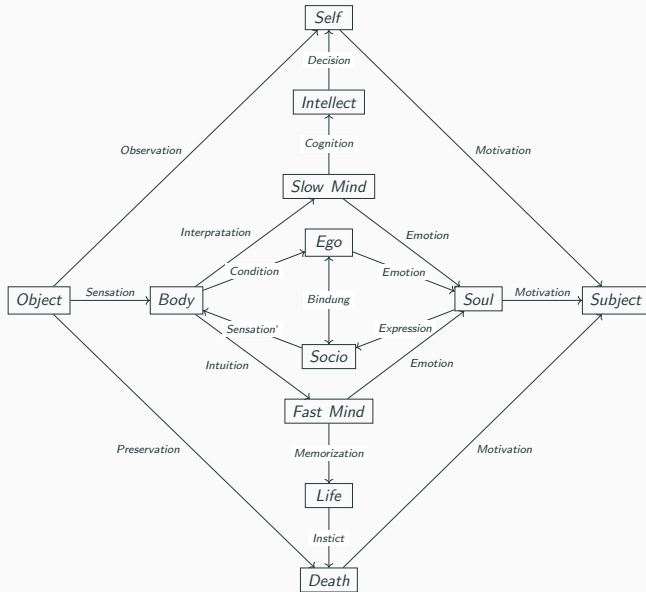 Self
Decision
Intellect
Observation
Cognition
Motivation
Slow Mind
Interpratation
Ego
Emotion
Condition
Emotion
Object
Sensation
Body
Bindung
Soul
Motivation
Subject
Sensation'
Expression
Socio
Intuition
Emotion
Fast Mind
Preservation
Memorization
Motivation
Life
Instict
Death